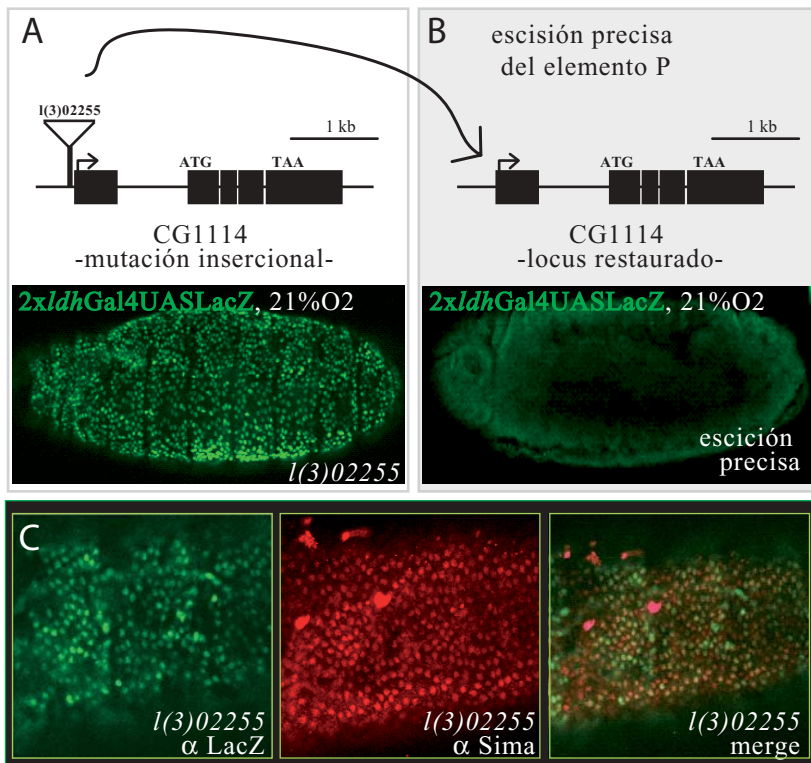 A
l(3)02255
1 kb
ATG TAA
CG1114
-mutación insercional-
2xldhGal4UASLacZ, 21%O2
l(3)02255
B
escisión precisa
del elemento P
1 kb
ATG TAA
CG1114
-locus restaurado-
2xldhGal4UASLacZ, 21%O2
escición
precisa
C
l(3)02255
α LacZ
l(3)02255
α Sima
l(3)02255
merge